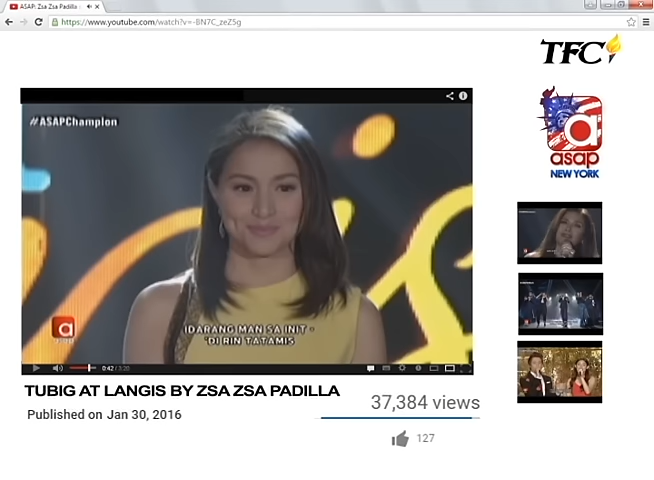 ASAP: Zsa Zsa Padilla
https://www.youtube.com/watch?v=-8N7C_zeZ5g
TFC
#ASAPChampion
a
asap
NEW YORK
a
IDARANG MAN SA INIT -
'DI RIN TATAMIS
0:42 / 3:20
TUBIG AT LANGIS BY ZSA ZSA PADILLA
37,384 views
Published on Jan 30, 2016
127